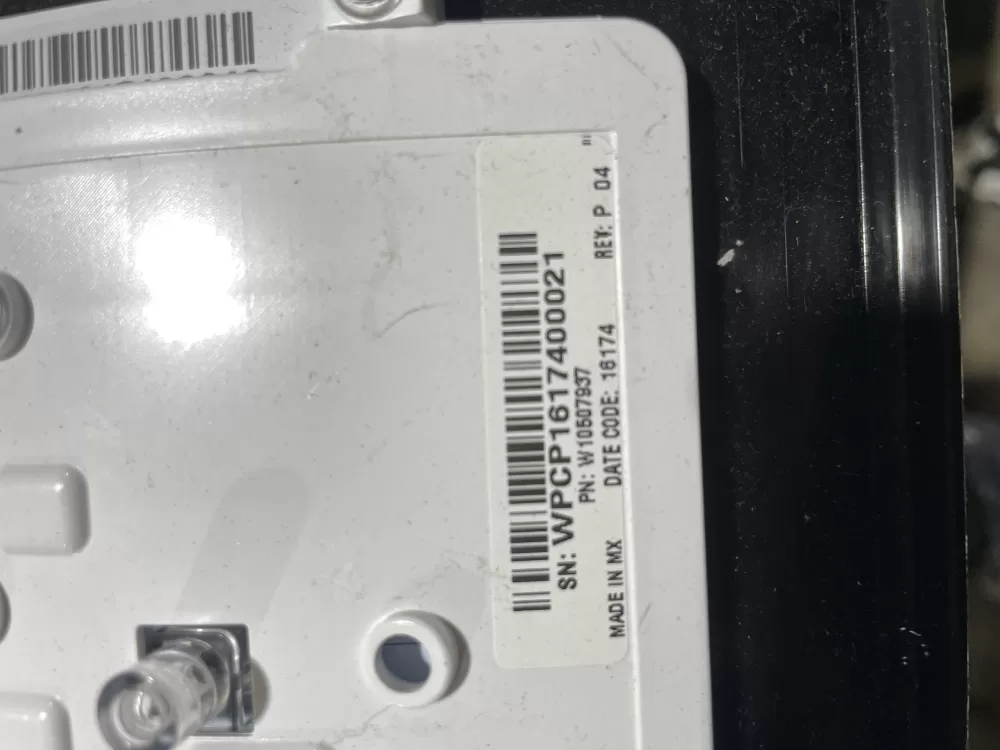 SN: WPCP1617400021
PN: W10507937
MADE IN MX DATE CODE: 16174 REV: P 04